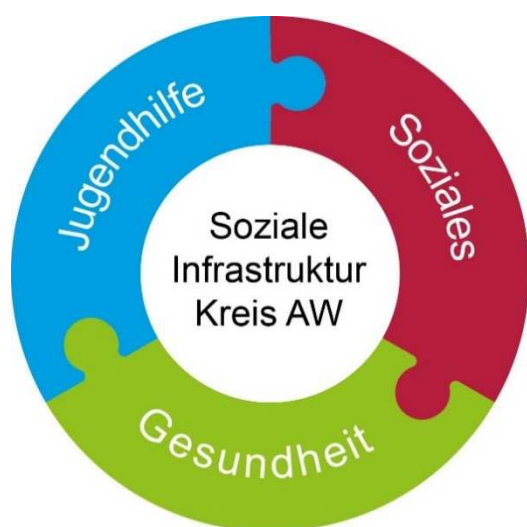 Jugendhilfe
Soziales
Soziale
Infrastruktur
Kreis AW
Gesundheit